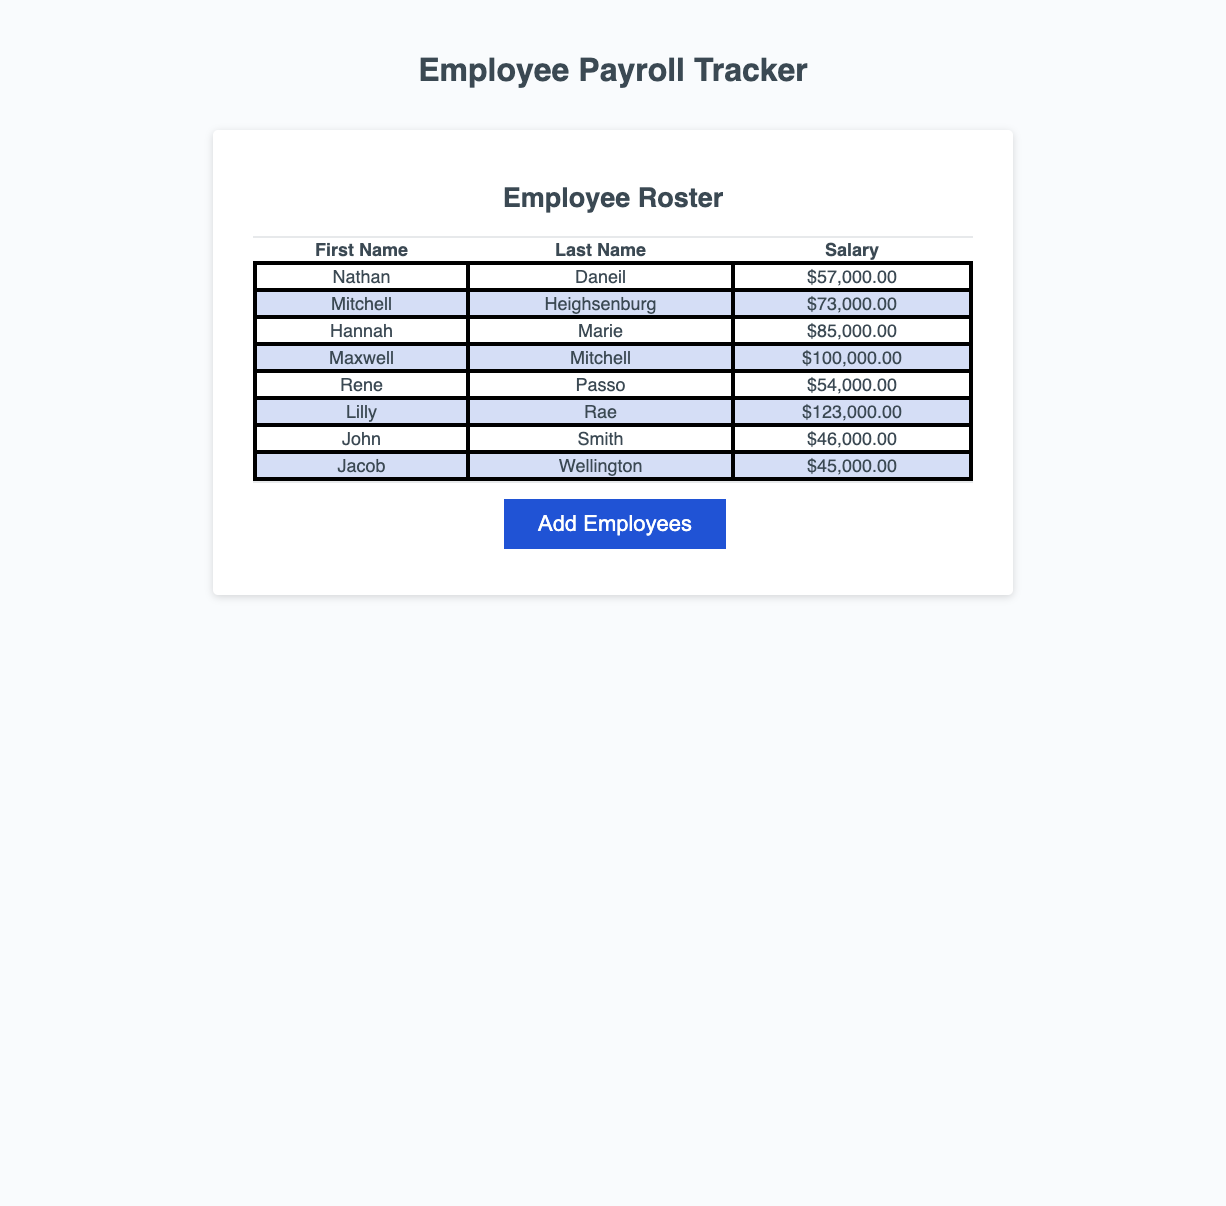 Employee Payroll Tracker
Employee Roster
First Name Last Name Salary
Nathan Daneil $57,000.00
Mitchell Heighsenburg $73,000.00
Hannah Marie $85,000.00
Maxwell Mitchell $100,000.00
Rene Passo $54,000.00
Lilly Rae $123,000.00
John Smith $46,000.00
Jacob Wellington $45,000.00
Add Employees